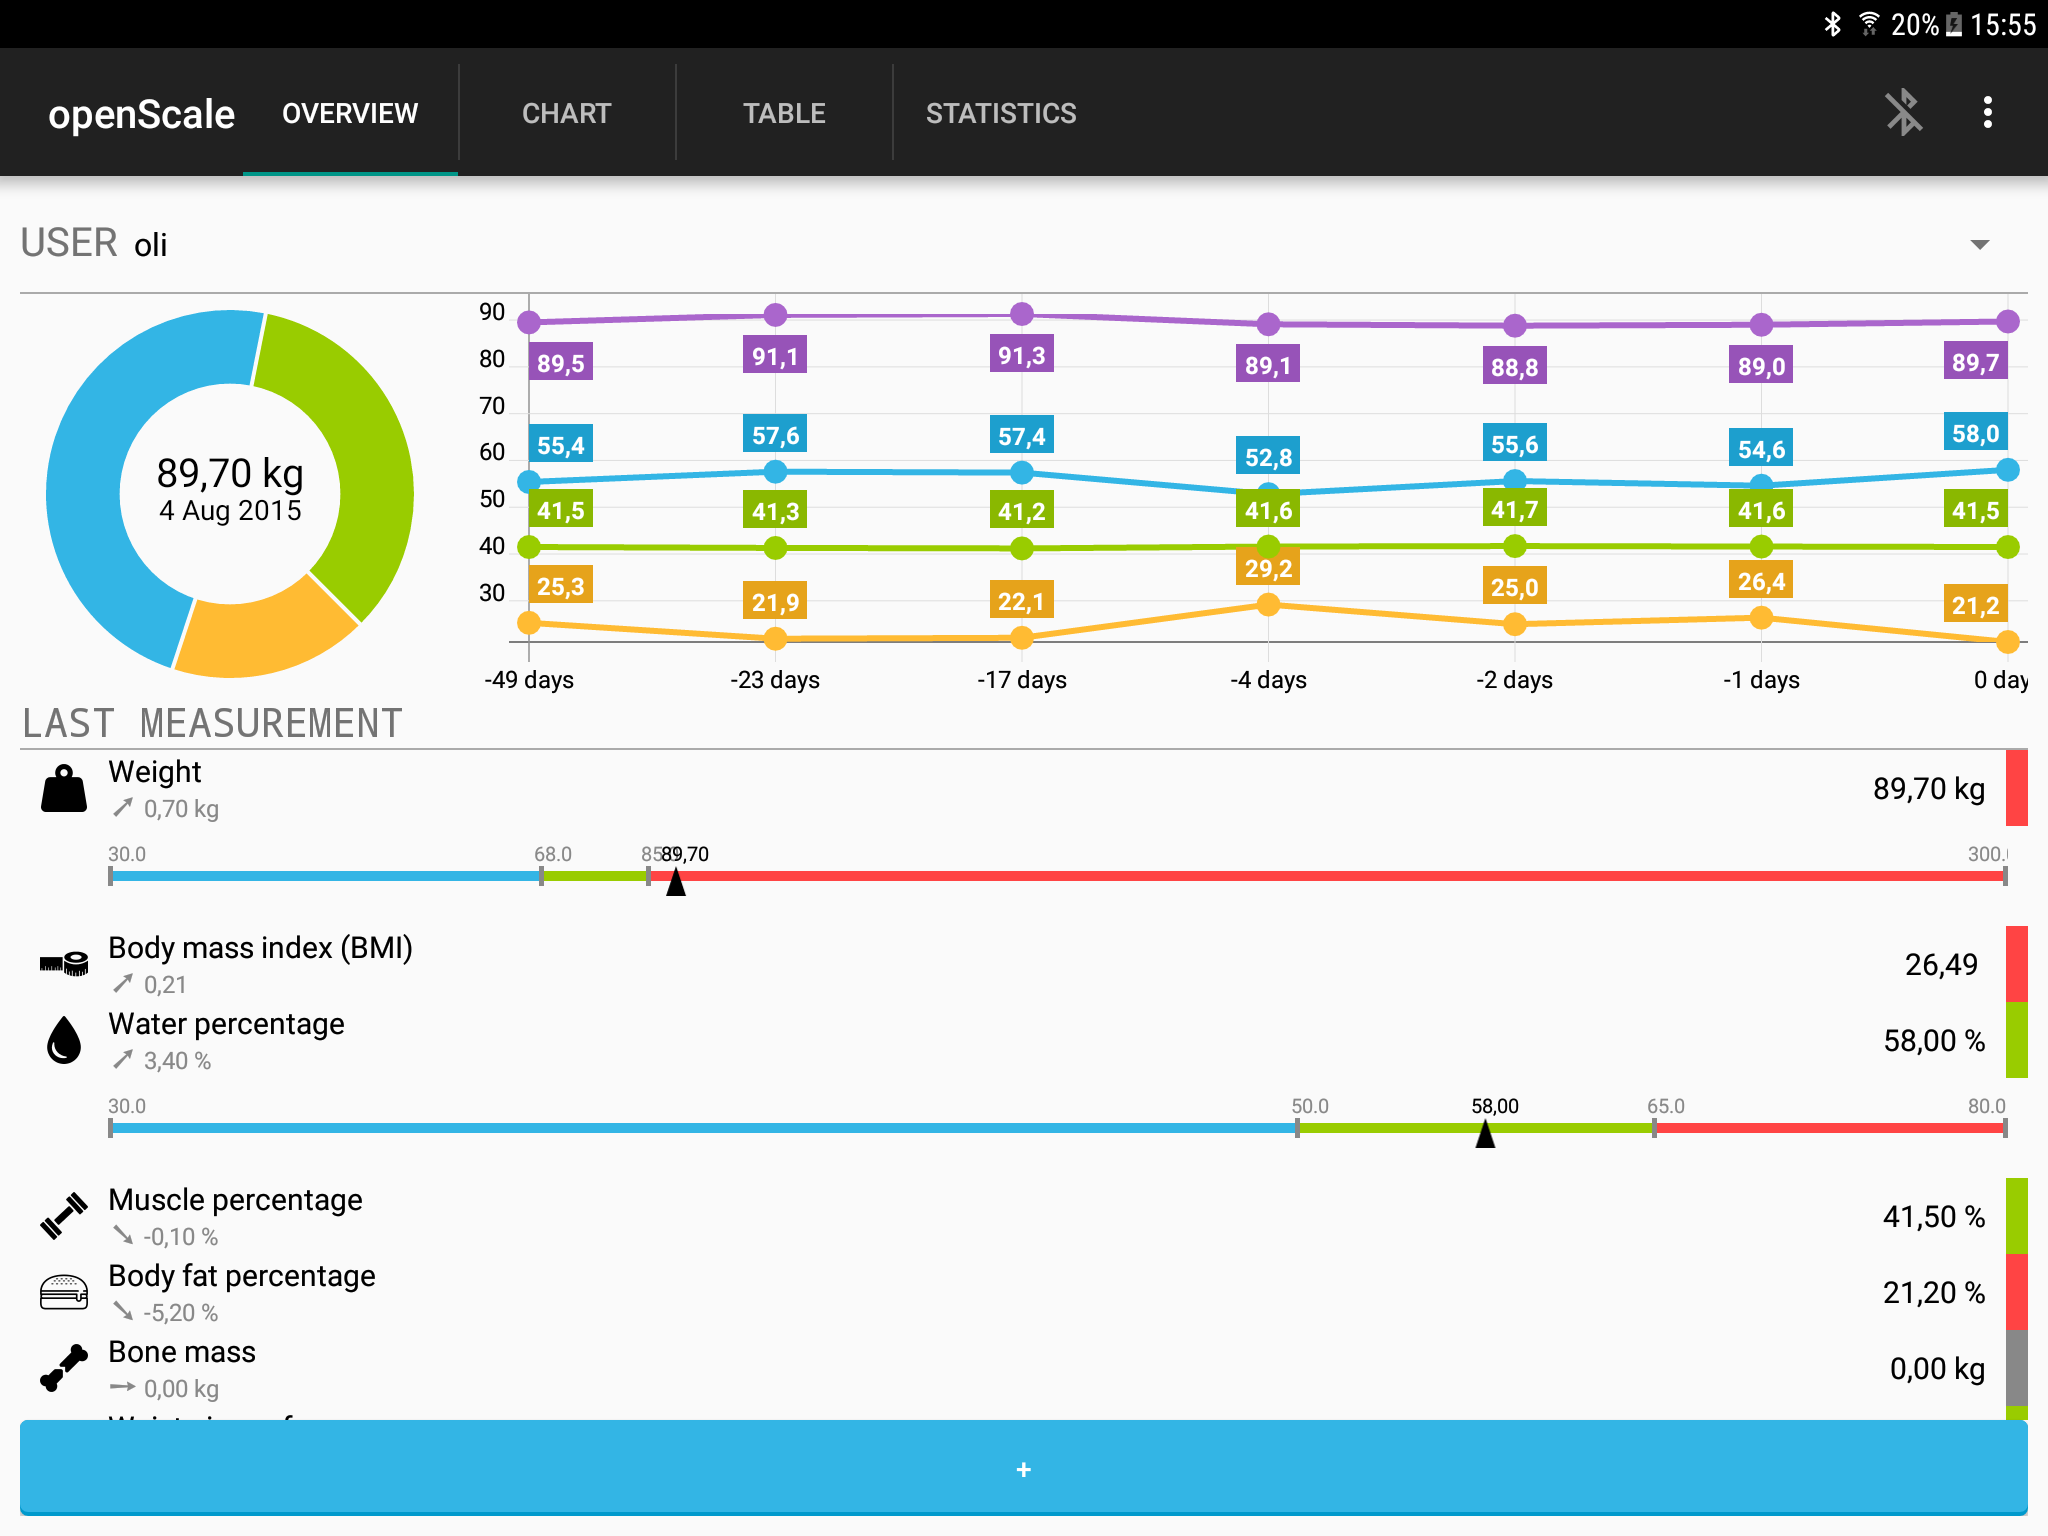 20% 15:55
openScale OVERVIEW CHART TABLE STATISTICS
USER oli
89,70 kg
4 Aug 2015
90
80
70
60
50
40
30
89,5 91,1 91,3 89,1 88,8 89,0 89,7
55,4 57,6 57,4 52,8 55,6 54,6 58,0
41,5 41,3 41,2 41,6 41,7 41,6 41,5
25,3 21,9 22,1 29,2 25,0 26,4 21,2
-49 days -23 days -17 days -4 days -2 days -1 days 0 day
LAST MEASUREMENT
Weight
0,70 kg
89,70 kg
30.0 68.0 89,70 300.
Body mass index (BMI)
0,21
26,49
Water percentage
3,40 %
58,00 %
30.0 50.0 58,00 65.0 80.0
Muscle percentage
-0,10 %
41,50 %
Body fat percentage
-5,20 %
21,20 %
Bone mass
0,00 kg
0,00 kg
+